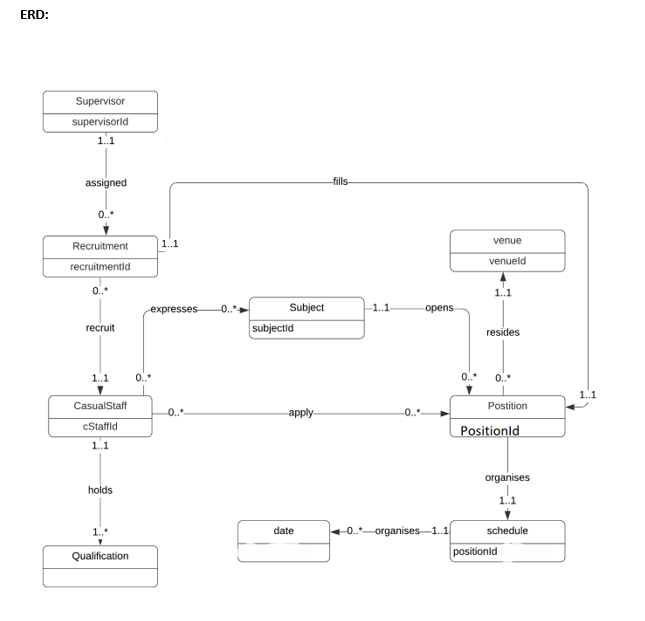 ERD:
Supervisor
supervisorId
1..1
assigned
fills
0..*
Recruitment
1..1
recruitmentId
venue
venueId
0..*
1..1
expresses
0..*
Subject
1..1
opens
subjectId
recruit
resides
1..1
0..*
0..*
0..*
1..1
CasualStaff
cStaffId
0..*
apply
0..*
Postition
PositionId
1..1
holds
organises
1..1
1..*
date
0..*
organises
1..1
schedule
positionId
Qualification